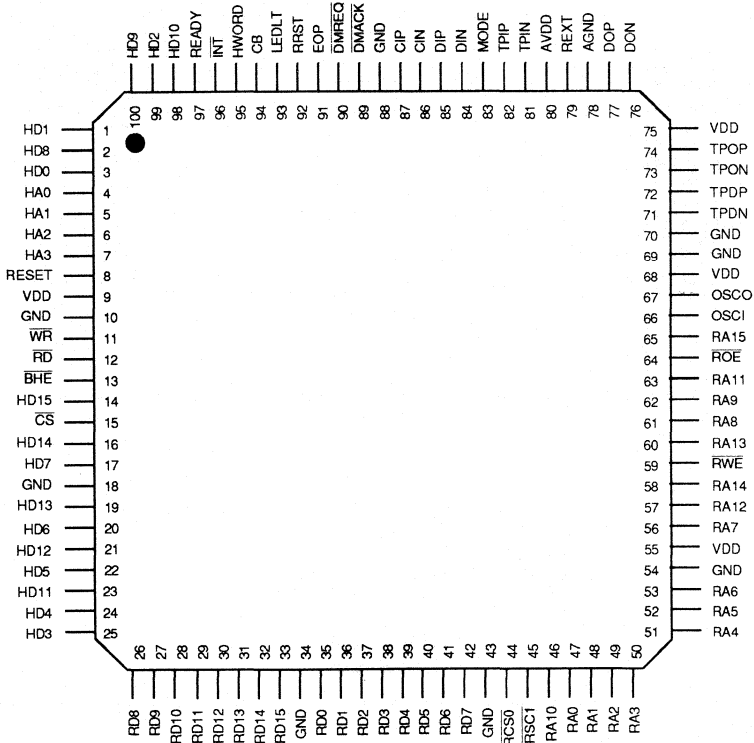 HD9 HD2 HD10 READY INT HWORD CB LEDLT RRST EOP DMREQ DMACK GND CIP CIN DIP DIN MODE TPIP TPIN AVDD REXT AGND DOP DON
100 99 98 97 96 95 94 93 92 91 90 89 88 87 86 85 84 83 82 81 80 79 78 77 76
HD1 1 75 VDD
HD8 2 74 TPOP
HD0 3 73 TPON
HA0 4 72 TPDP
HA1 5 71 TPDN
HA2 6 70 GND
HA3 7 69 GND
RESET 8 68 VDD
VDD 9 67 OSCO
GND 10 66 OSCI
WR 11 65 RA15
RD 12 64 ROE
BHE 13 63 RA11
HD15 14 62 RA9
CS 15 61 RA8
HD14 16 60 RA13
HD7 17 59 RWE
GND 18 58 RA14
HD13 19 57 RA12
HD6 20 56 RA7
HD12 21 55 VDD
HD5 22 54 GND
HD11 23 53 RA6
HD4 24 52 RA5
HD3 25 51 RA4
26 27 28 29 30 31 32 33 34 35 36 37 38 39 40 41 42 43 44 45 46 47 48 49 50
RD8 RD9 RD10 RD11 RD12 RD13 RD14 RD15 GND RD0 RD1 RD2 RD3 RD4 RD5 RD6 RD7 GND RCS0 RSC1 RA10 RA0 RA1 RA2 RA3